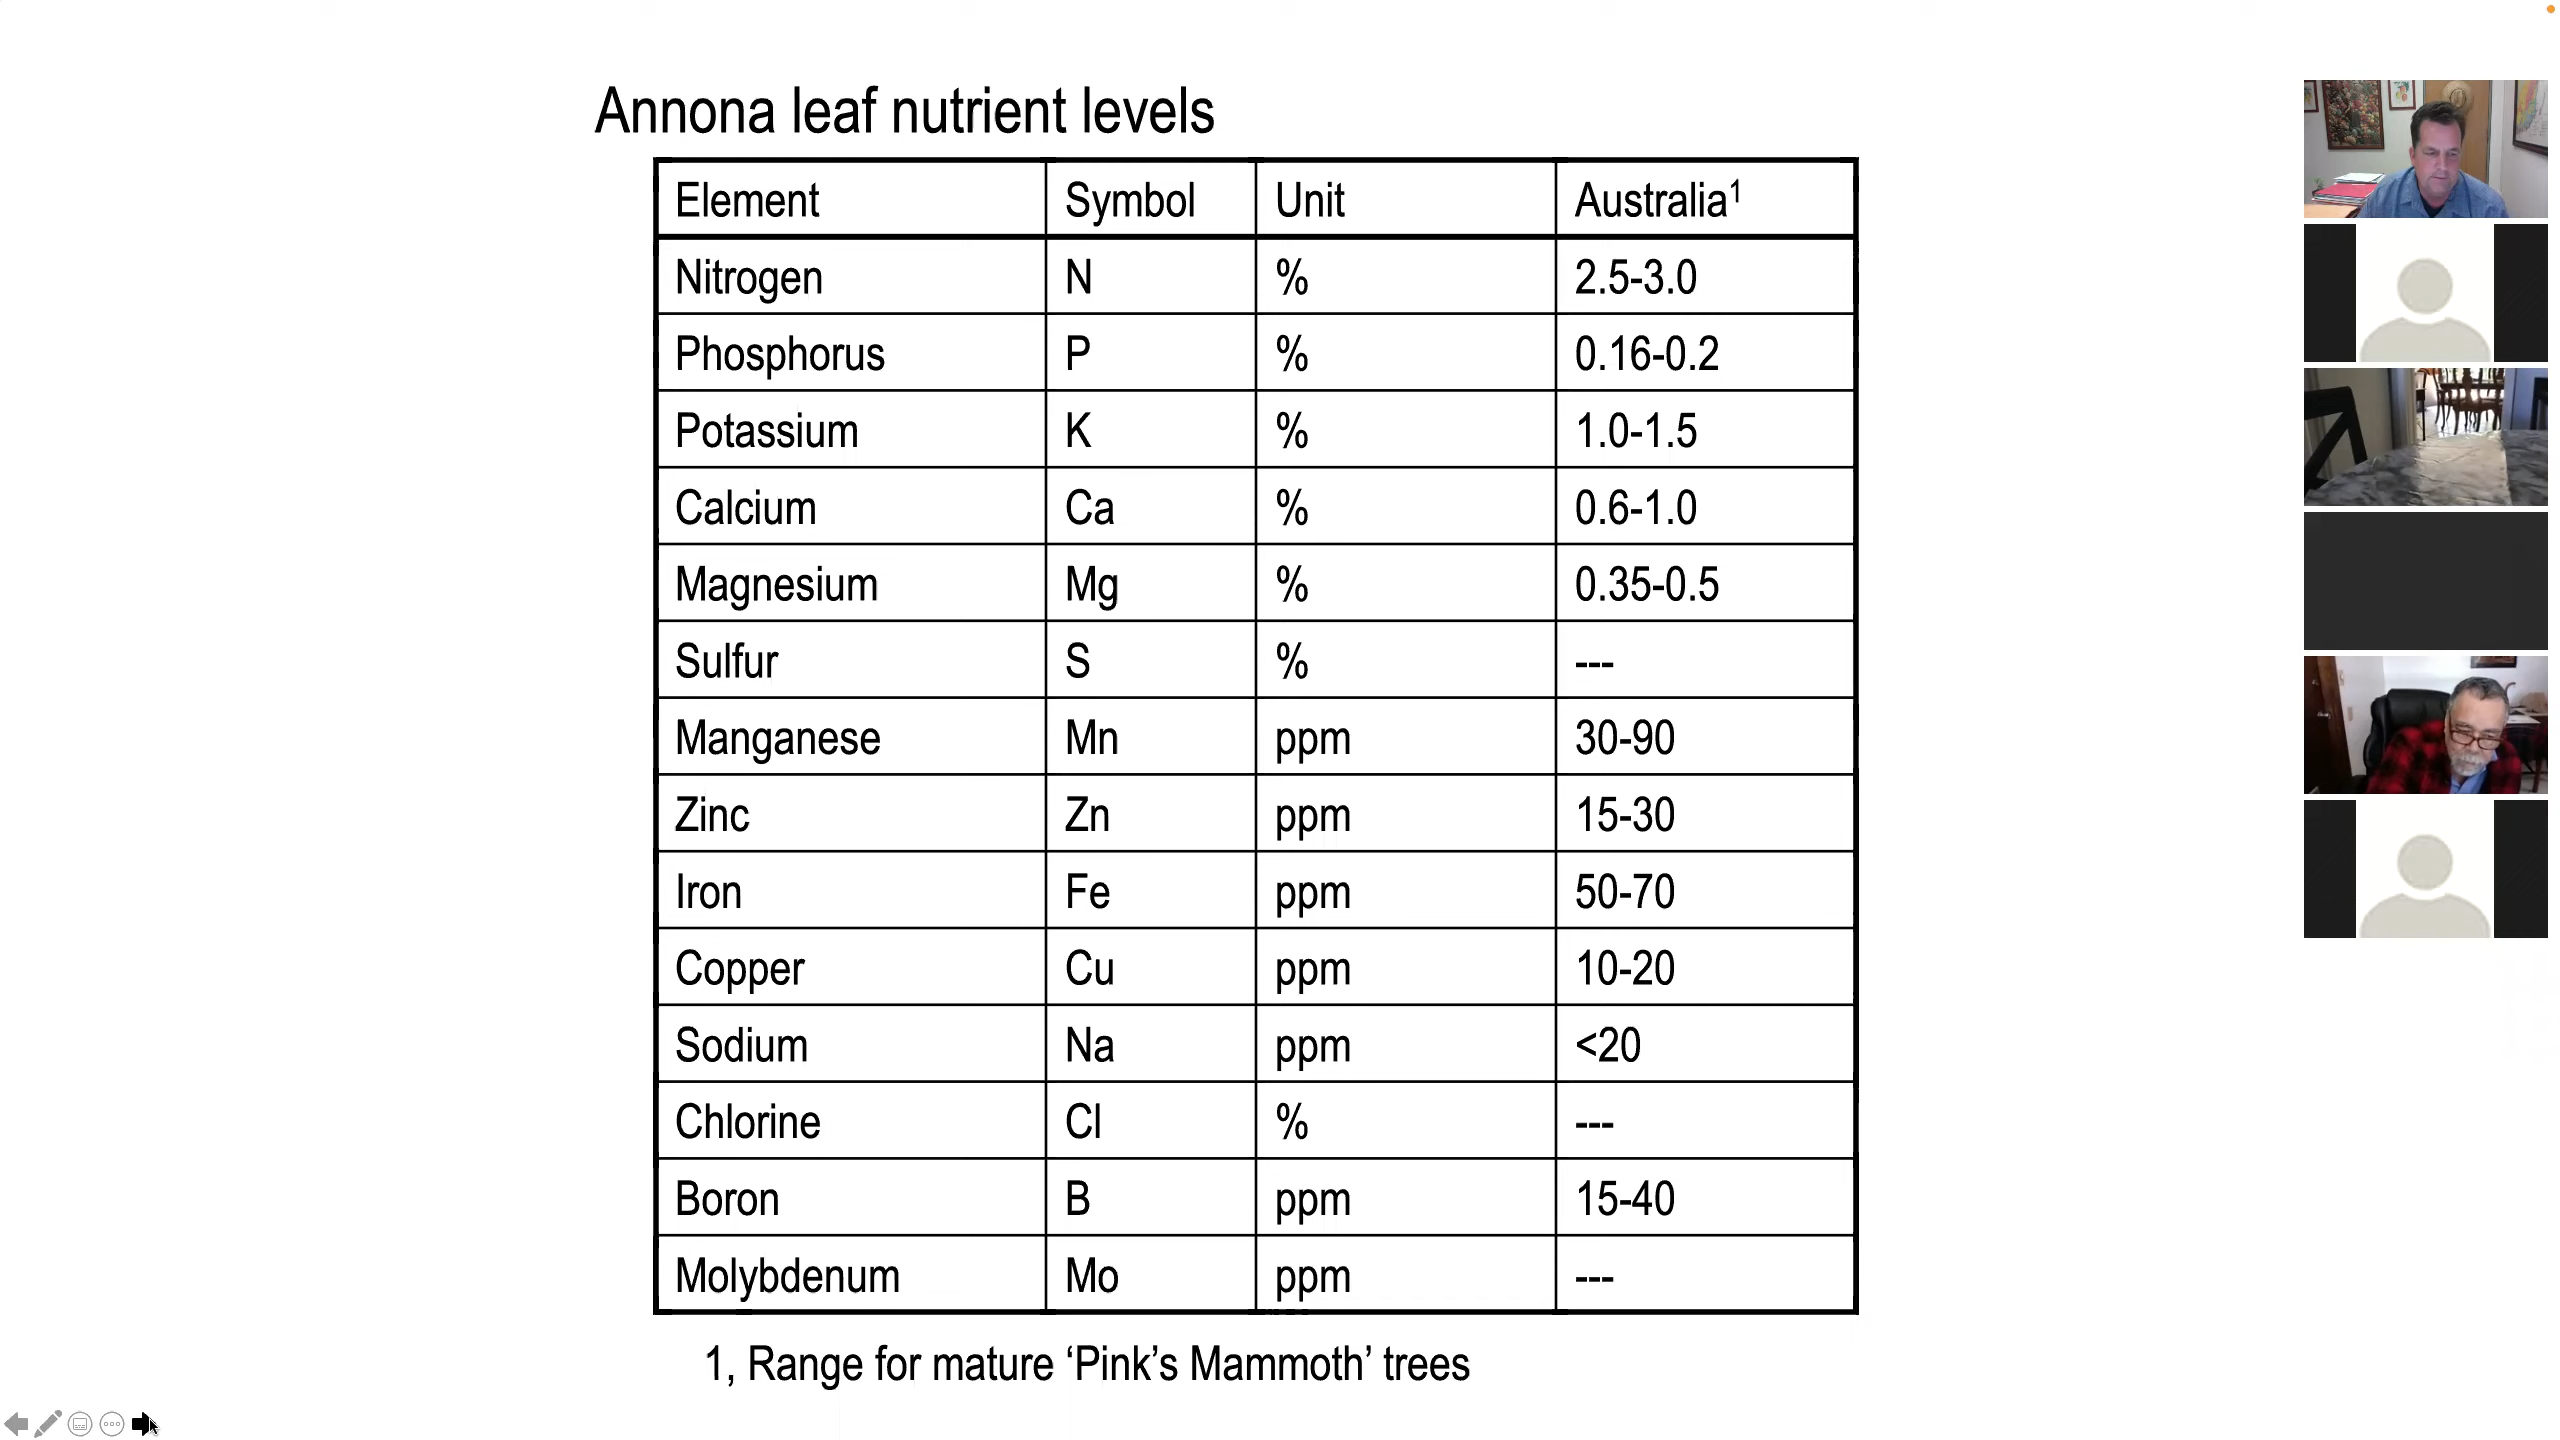 Annona leaf nutrient levels
Element Symbol Unit Australia¹
Nitrogen N % 2.5-3.0
Phosphorus P % 0.16-0.2
Potassium K % 1.0-1.5
Calcium Ca % 0.6-1.0
Magnesium Mg % 0.35-0.5
Sulfur S % ---
Manganese Mn ppm 30-90
Zinc Zn ppm 15-30
Iron Fe ppm 50-70
Copper Cu ppm 10-20
Sodium Na ppm <20
Chlorine Cl % ---
Boron B ppm 15-40
Molybdenum Mo ppm ---
1, Range for mature ‘Pink’s Mammoth’ trees